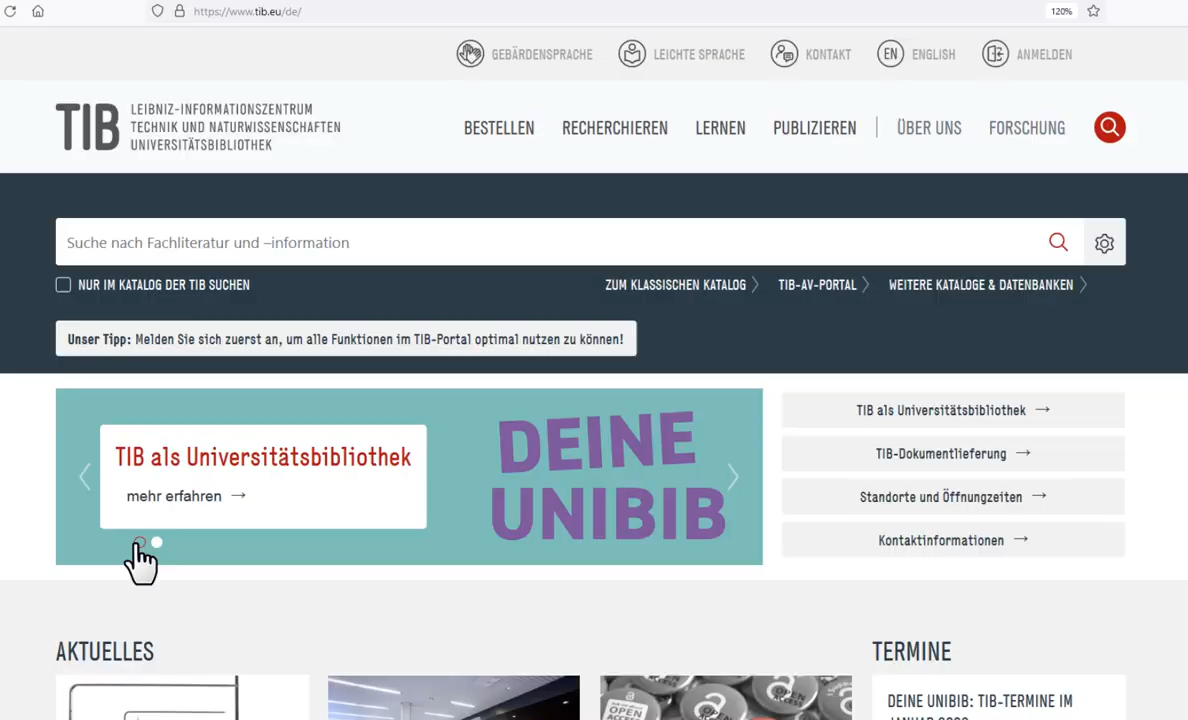 https://www.tib.eu/de/
120%
GEBÄRDENSPRACHE
LEICHTE SPRACHE
KONTAKT
EN ENGLISH
ANMELDEN
TIB
LEIBNIZ-INFORMATIONSZENTRUM
TECHNIK UND NATURWISSENSCHAFTEN
UNIVERSITÄTSBIBLIOTHEK
BESTELLEN
RECHERCHIEREN
LERNEN
PUBLIZIEREN
ÜBER UNS
FORSCHUNG
Suche nach Fachliteratur und –information
NUR IM KATALOG DER TIB SUCHEN
ZUM KLASSISCHEN KATALOG
TIB-AV-PORTAL
WEITERE KATALOGE & DATENBANKEN
Unser Tipp: Melden Sie sich zuerst an, um alle Funktionen im TIB-Portal optimal nutzen zu können!
TIB als Universitätsbibliothek
mehr erfahren →
DEINE
UNIBIB
TIB als Universitätsbibliothek →
TIB-Dokumentlieferung →
Standorte und Öffnungzeiten →
Kontaktinformationen →
AKTUELLES
TERMINE
OPEN
OPEN
DEINE UNIBIB: TIB-TERMINE IM